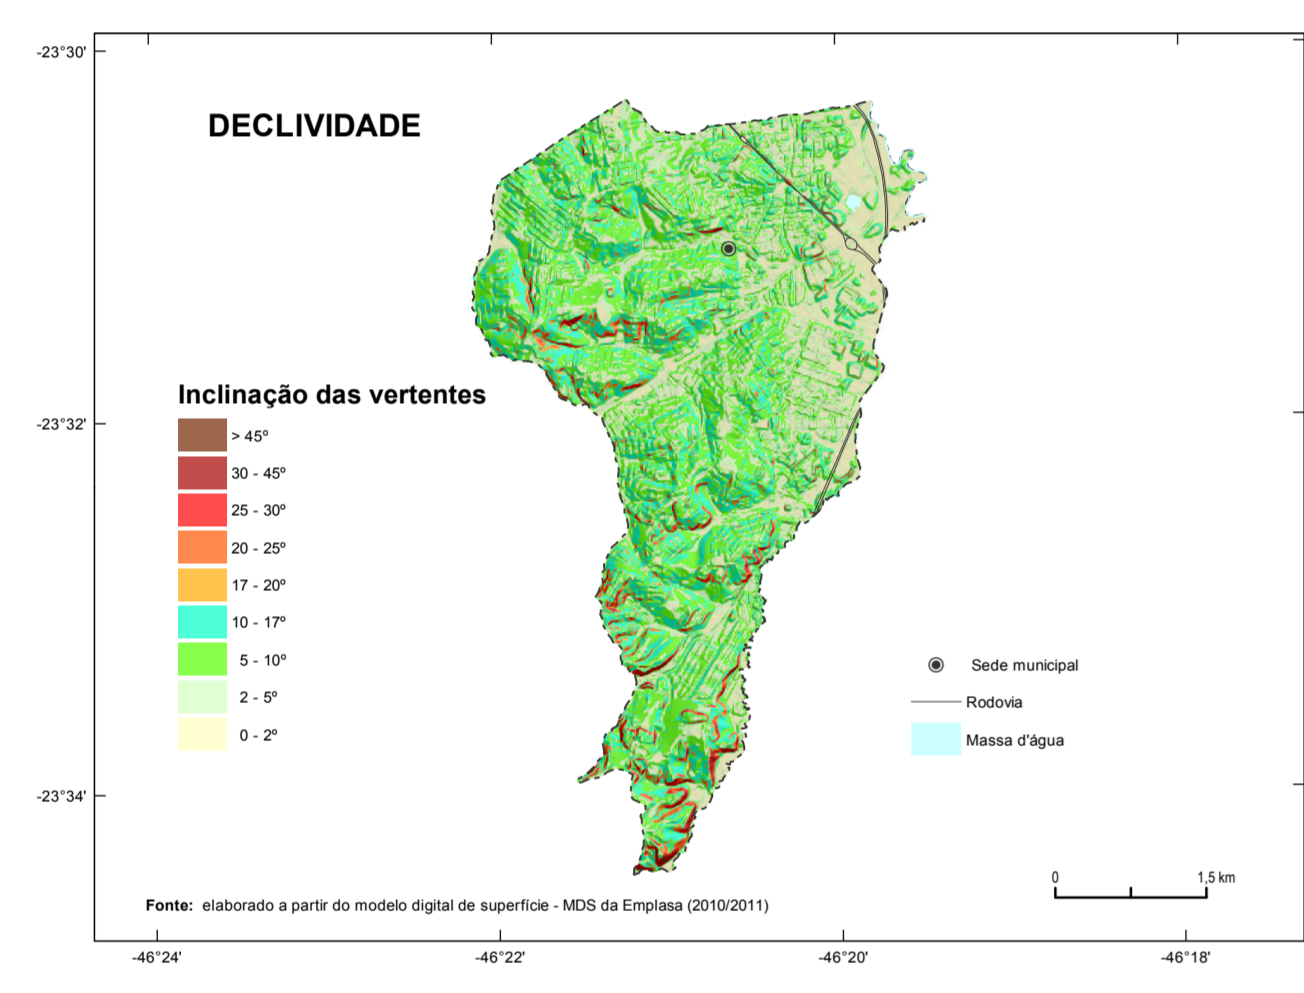 -23°30'
DECLIVIDADE
Inclinação das vertentes
-23°32'
> 45º
30 - 45º
25 - 30º
20 - 25º
17 - 20º
10 - 17º
5 - 10º
2 - 5º
0 - 2º
Sede municipal
Rodovia
Massa d'água
-23°34'
0 1,5 km
Fonte: elaborado a partir do modelo digital de superfície - MDS da Emplasa (2010/2011)
-46°24' -46°22' -46°20' -46°18'